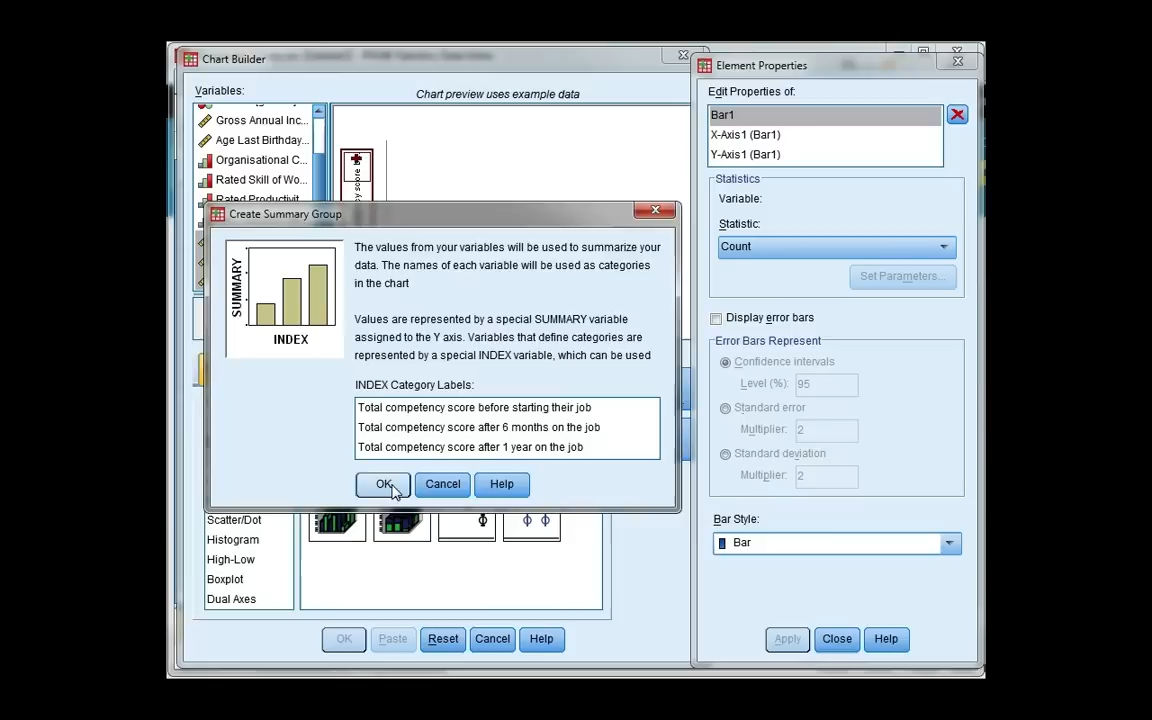 Chart Builder
Variables:
Chart preview uses example data
Gross Annual Inc...
Age Last Birthday...
Organisational C...
Rated Skill of Wo...
Rated Productivit...
Create Summary Group
SUMMARY
INDEX
The values from your variables will be used to summarize your
data. The names of each variable will be used as categories
in the chart
Values are represented by a special SUMMARY variable
assigned to the Y axis. Variables that define categories are
represented by a special INDEX variable, which can be used
INDEX Category Labels:
Total competency score before starting their job
Total competency score after 6 months on the job
Total competency score after 1 year on the job
OK Cancel Help
Scatter/Dot
Histogram
High-Low
Boxplot
Dual Axes
OK Paste Reset Cancel Help
Element Properties
Edit Properties of:
Bar1
X-Axis1 (Bar1)
Y-Axis1 (Bar1)
Statistics
Variable:
Statistic:
Count
Set Parameters...
Display error bars
Error Bars Represent
Confidence intervals
Level (%): 95
Standard error
Multiplier: 2
Standard deviation
Multiplier: 2
Bar Style:
Bar
Apply Close Help